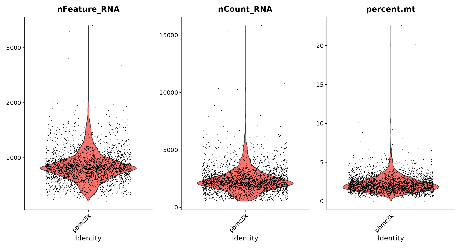 nFeature_RNA
nCount_RNA
percent.mt
3000
2000
1000
15000
10000
5000
0
20
15
10
5
0
pbmc3k
pbmc3k
pbmc3k
Identity
Identity
Identity